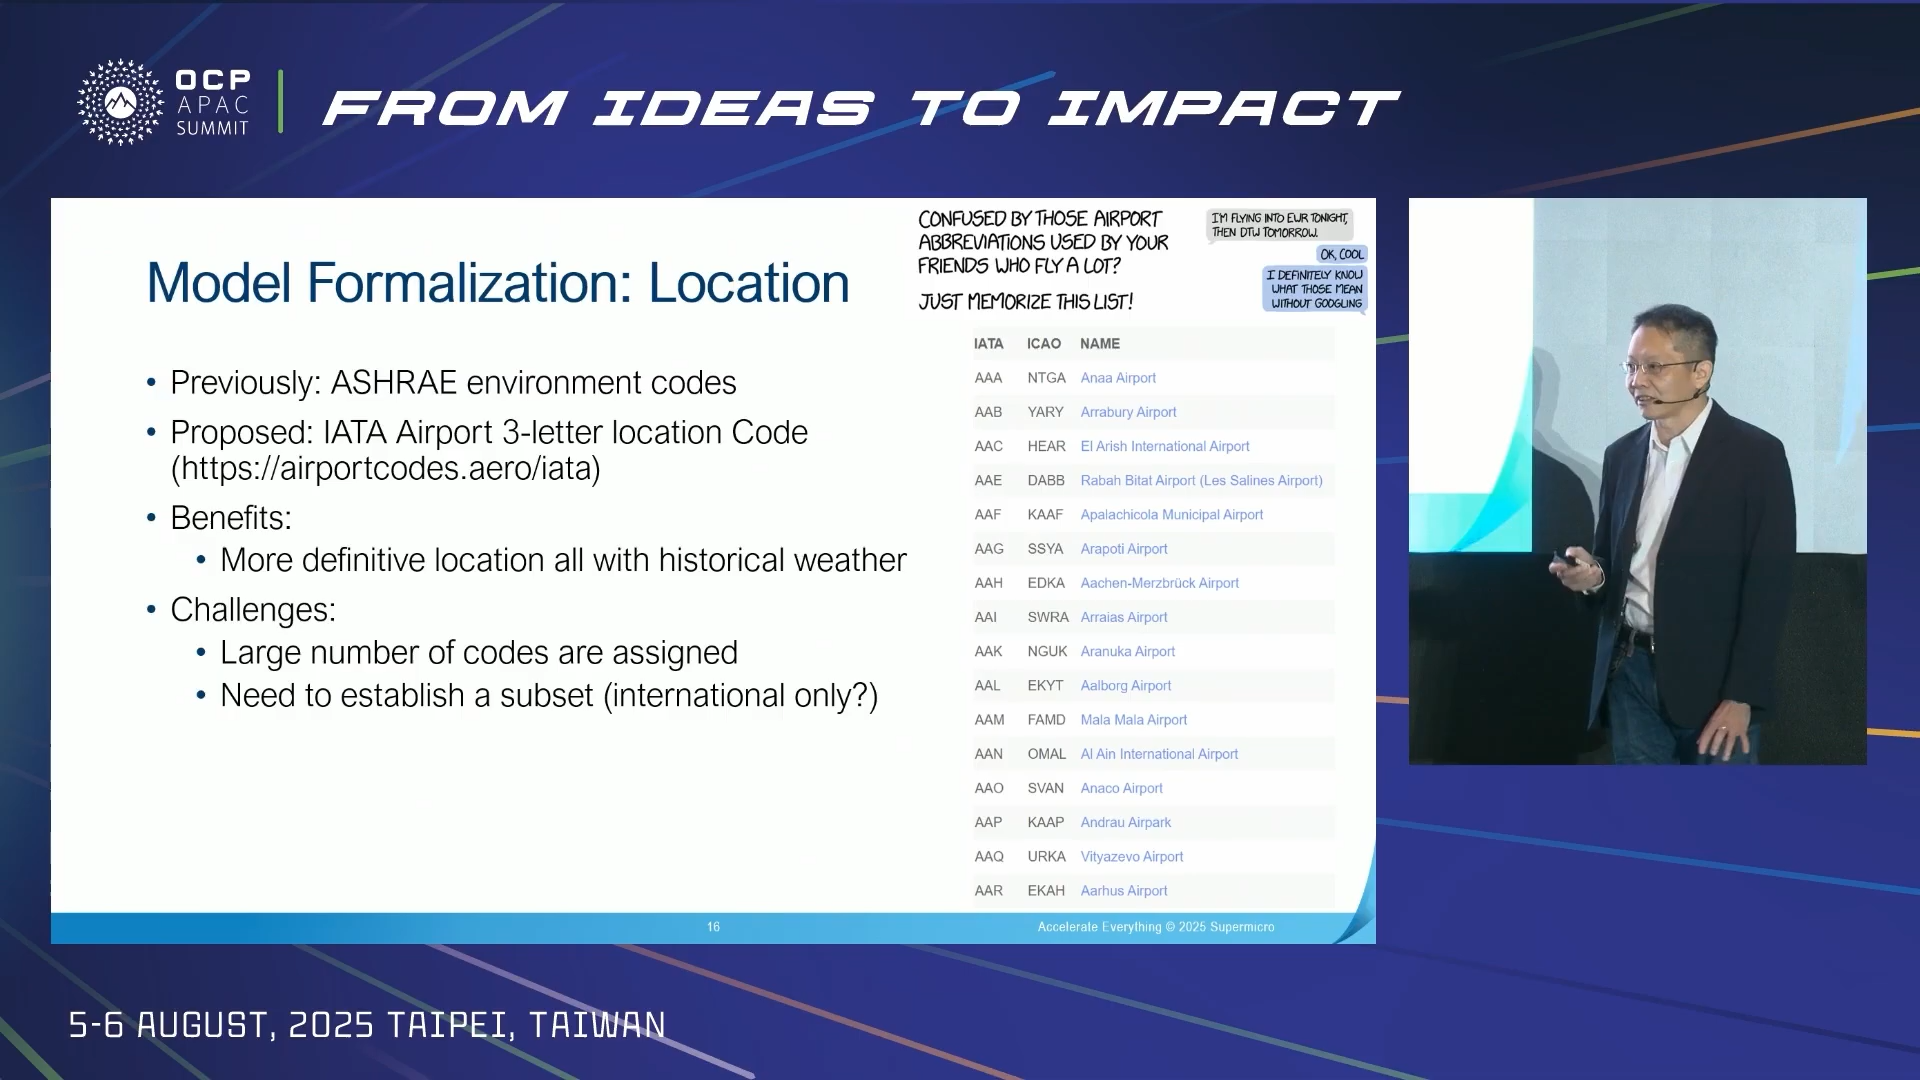 OCP
APAC
SUMMIT
FROM IDEAS TO IMPACT
Model Formalization: Location
• Previously: ASHRAE environment codes
• Proposed: IATA Airport 3-letter location Code
(https://airportcodes.aero/iata)
• Benefits:
• More definitive location all with historical weather
• Challenges:
• Large number of codes are assigned
• Need to establish a subset (international only?)
CONFUSED BY THOSE AIRPORT
ABBREVIATIONS USED BY YOUR
FRIENDS WHO FLY A LOT?
JUST MEMORIZE THIS LIST!
I'M FLYING INTO EWR TONIGHT,
THEN DTW TOMORROW.
OK, COOL
I DEFINITELY KNOW
WHAT THOSE MEAN
WITHOUT GOOGLING
IATA ICAO NAME
AAA NTGA Anaa Airport
AAB YARY Arrabury Airport
AAC HEAR El Arish International Airport
AAE DABB Rabah Bitat Airport (Les Salines Airport)
AAF KAAF Apalachicola Municipal Airport
AAG SSYA Arapoti Airport
AAH EDKA Aachen-Merzbrück Airport
AAI SWRA Arraias Airport
AAK NGUK Aranuka Airport
AAL EKYT Aalborg Airport
AAM FAMD Mala Mala Airport
AAN OMAL Al Ain International Airport
AAO SVAN Anaco Airport
AAP KAAP Andrau Airpark
AAQ URKA Vityazevo Airport
AAR EKAH Aarhus Airport
16
Accelerate Everything © 2025 Supermicro
5-6 AUGUST, 2025 TAIPEI, TAIWAN